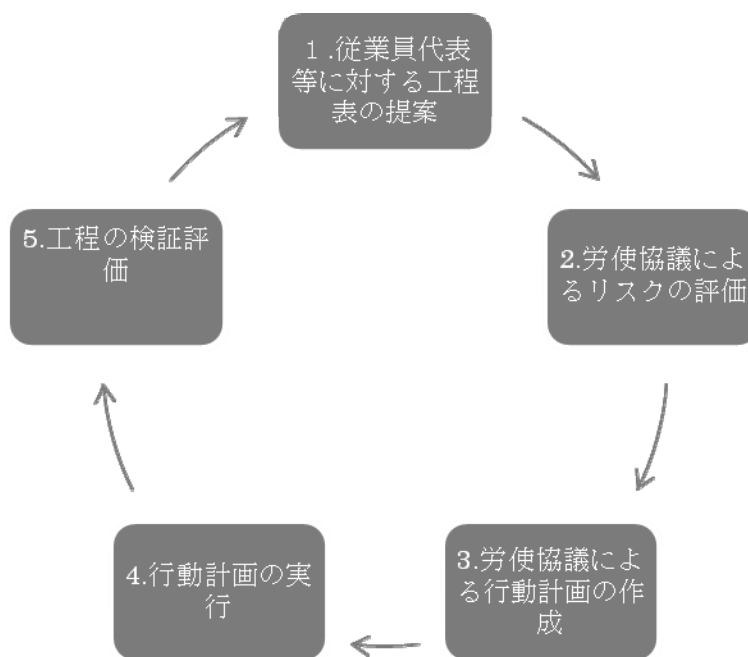 １.従業員代表
等に対する工程
表の提案
2.労使協議によ
るリスクの評価
3.労使協議によ
る行動計画の作
成
4.行動計画の実
行
5.工程の検証評
価